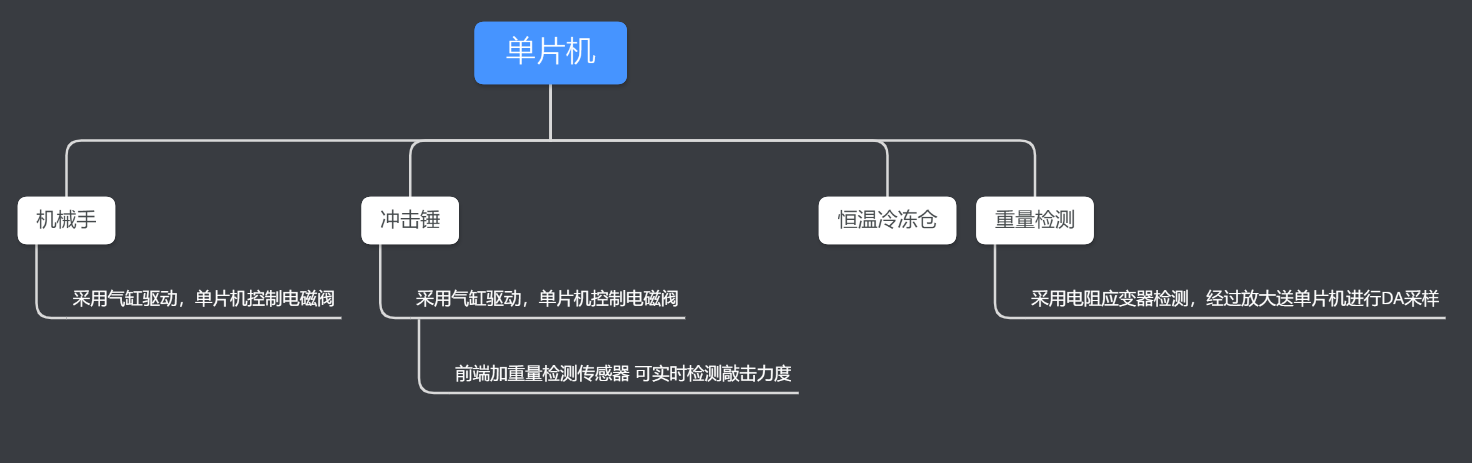 单片机
机械手
冲击锤
恒温冷冻仓
重量检测
采用气缸驱动，单片机控制电磁阀
采用气缸驱动，单片机控制电磁阀
采用电阻应变器检测，经过放大送单片机进行DA采样
前端加重量检测传感器 可实时检测敲击力度